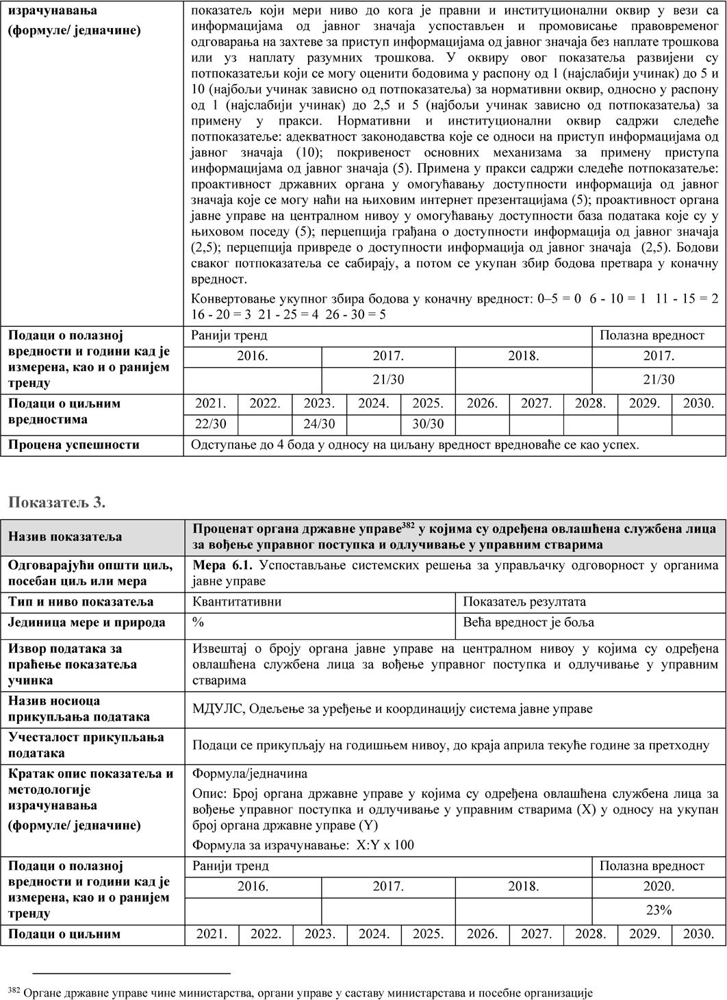 израчунавања
(формуле/ једначине)
показатељ који мери ниво до кога је правни и институционални оквир у вези са
информацијама од јавног значаја успостављен и промовисање правовременог
одговарања на захтеве за приступ информацијама од јавног значаја без наплате трошкова
или уз наплату разумних трошкова. У оквиру овог показатеља развијени су
потпоказатељи који се могу оценити бодовима у распону од 1 (најслабији учинак) до 5 и
10 (најбољи учинак зависно од потпоказатеља) за нормативни оквир, односно у распону
од 1 (најслабији учинак) до 2,5 и 5 (најбољи учинак зависно од потпоказатеља) за
примену у пракси. Нормативни и институционални оквир садржи следеће
потпоказатеље: адекватност законодавства које се односи на приступ информацијама од
јавног значаја (10); покривеност основних механизама за примену приступа
информацијама од јавног значаја (5). Примена у пракси садржи следеће потпоказатеље:
проактивност државних органа у омогућавању доступности информација од јавног
значаја које се могу наћи на њиховим интернет презентацијама (5); проактивност органа
јавне управе на централном нивоу у омогућавању доступности база података које су у
њиховом поседу (5); перцепција грађана о доступности информација од јавног значаја
(2,5); перцепција привреде о доступности информација од јавног значаја (2,5). Бодови
сваког потпоказатеља се сабирају, а потом се укупан збир бодова претвара у коначну
вредност.
Конвертовање укупног збира бодова у коначну вредност: 0–5 = 0 6 - 10 = 1 11 - 15 = 2
16 - 20 = 3 21 - 25 = 4 26 - 30 = 5
Подаци о полазној
вредности и години кад је
измерена, као и о ранијем
тренду
Ранији тренд Полазна вредност
2016. 2017. 2018. 2017.
21/30 21/30
Подаци о циљним
вредностима
2021. 2022. 2023. 2024. 2025. 2026. 2027. 2028. 2029. 2030.
22/30 24/30 30/30
Процена успешности Одступање до 4 бода у односу на циљану вредност вредноваће се као успех.
Показатељ 3.
Назив показатеља
Проценат органа државне управе382 у којима су одређена овлашћена службена лица
за вођење управног поступка и одлучивање у управним стварима
Одговарајући општи циљ,
посебан циљ или мера
Мера 6.1. Успостављање системских решења за управљачку одговорност у органима
јавне управе
Тип и ниво показатеља Квантитативни Показатељ резултата
Јединица мере и природа % Већа вредност је боља
Извор података за
праћење показатеља
учинка
Извештај о броју органа јавне управе на централном нивоу у којима су одређена
овлашћена службена лица за вођење управног поступка и одлучивање у управним
стварима
Назив носиоца
прикупљања података
МДУЛС, Одељење за уређење и координацију система јавне управе
Учесталост прикупљања
података
Подаци се прикупљају на годишњем нивоу, до краја априла текуће године за претходну
Кратак опис показатеља и
методологије
израчунавања
(формуле/ једначине)
Формула/једначина
Опис: Број органа државне управе у којима су одређена овлашћена службена лица за
вођење управног поступка и одлучивање у управним стварима (X) у односу на укупан
број органа државне управе (Y)
Формула за израчунавање: X:Y x 100
Подаци о полазној
вредности и години кад је
измерена, као и о ранијем
тренду
Ранији тренд Полазна вредност
2016. 2017. 2018. 2020.
23%
Подаци о циљним 2021. 2022. 2023. 2024. 2025. 2026. 2027. 2028. 2029. 2030.
382 Органе државне управе чине министарства, органи управе у саставу министарстава и посебне организације